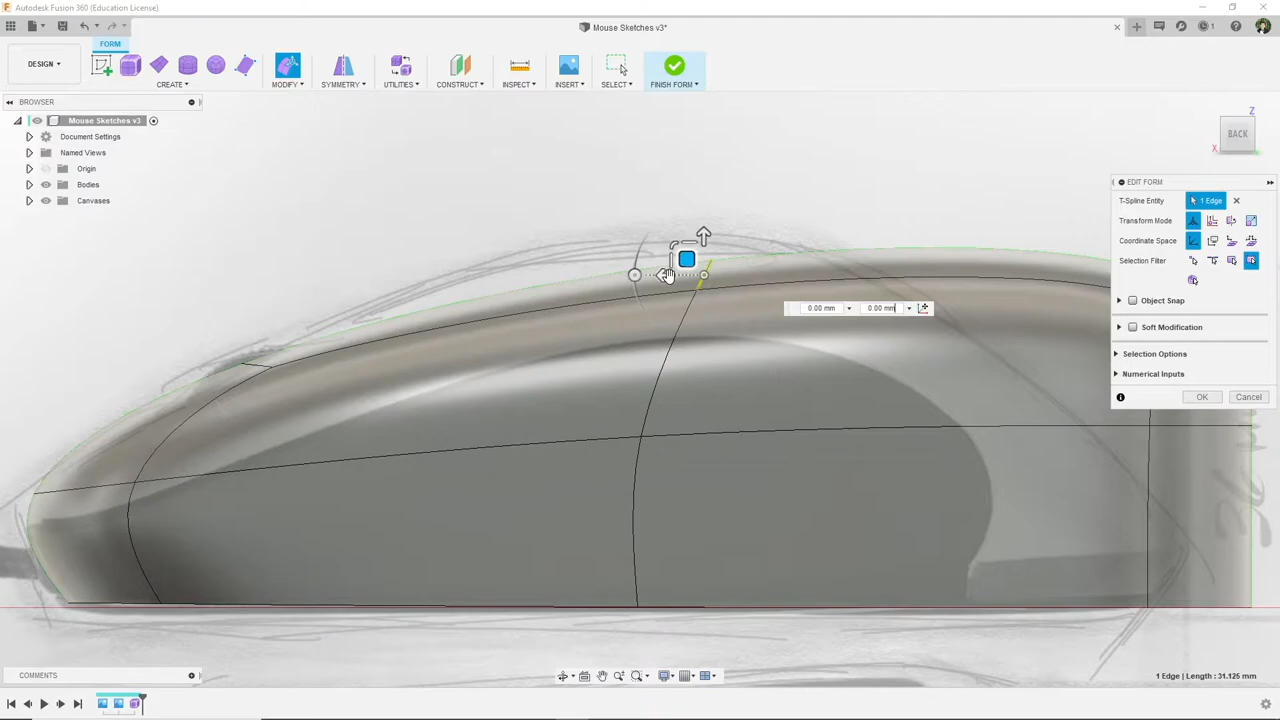 Autodesk Fusion 360 (Education License)
Mouse Sketches v3*
1
FORM
DESIGN
CREATE
MODIFY
SYMMETRY
UTILITIES
CONSTRUCT
INSPECT
INSERT
SELECT
FINISH FORM
BROWSER
Mouse Sketches v3
Document Settings
Named Views
Origin
Bodies
Canvases
Z
BACK
X
EDIT FORM
T-Spline Entity
1 Edge
Transform Mode
Coordinate Space
Selection Filter
Object Snap
Soft Modification
Selection Options
Numerical Inputs
OK
Cancel
0.00 mm
0.00 mm
COMMENTS
1 Edge | Length : 31.125 mm